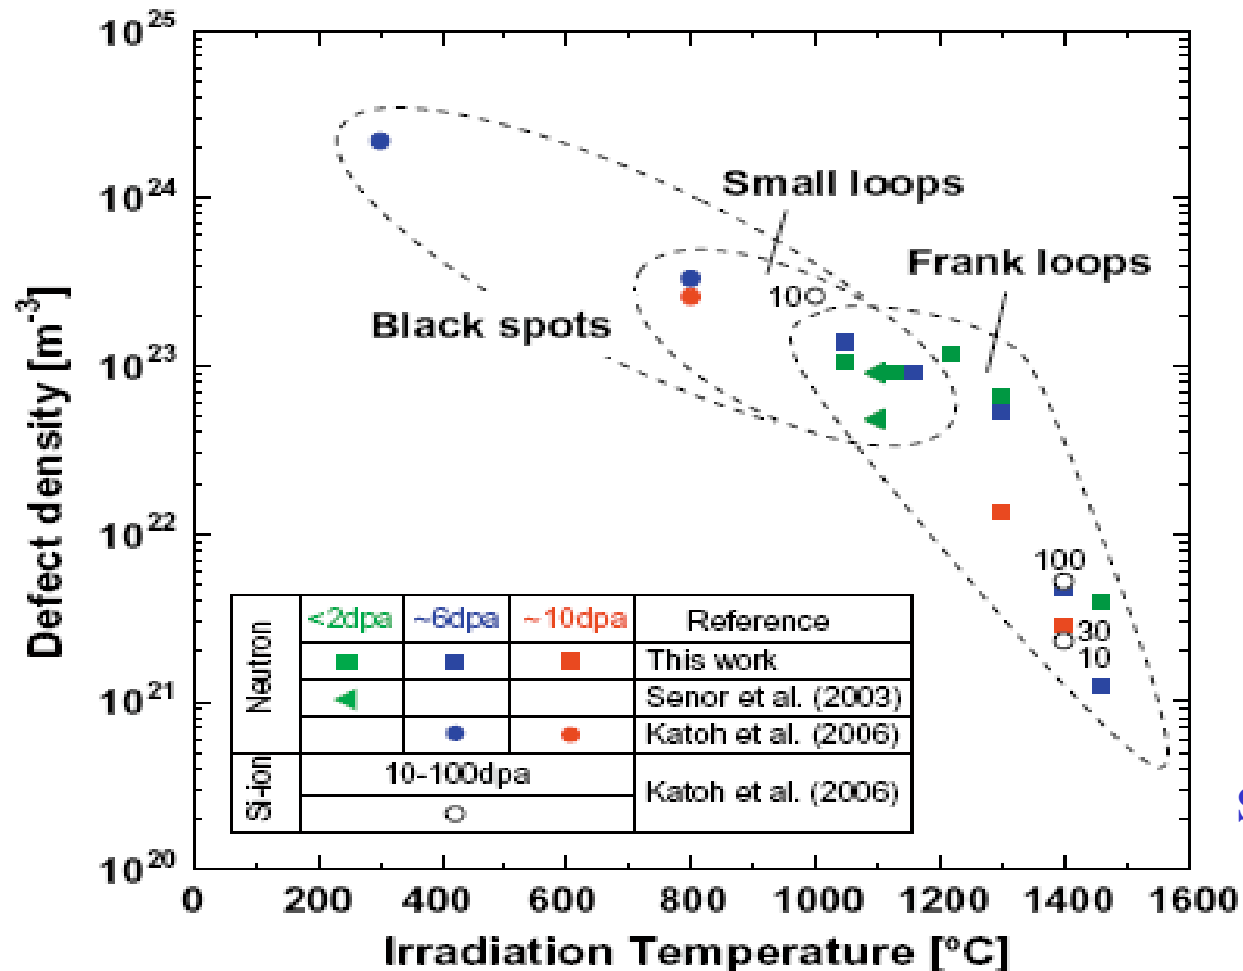 10^25
10^24
10^23
10^22
10^21
10^20
Defect density [m^-3]
Small loops
Frank loops
Black spots
10
100
30
10
Neutron
<2dpa ~6dpa ~10dpa Reference
This work
Senor et al. (2003)
Katoh et al. (2006)
Si-ion
10-100dpa
Katoh et al. (2006)
0 200 400 600 800 1000 1200 1400 1600
Irradiation Temperature [ºC]